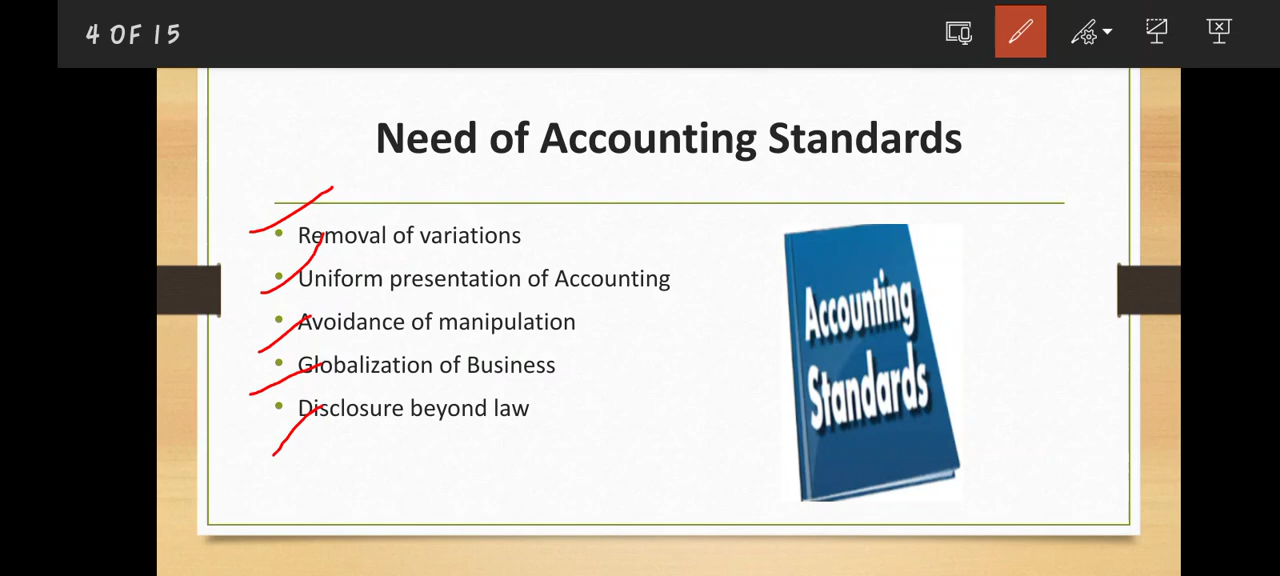 4 OF 15
Need of Accounting Standards
• Removal of variations
• Uniform presentation of Accounting
• Avoidance of manipulation
• Globalization of Business
• Disclosure beyond law
Accounting
Standards